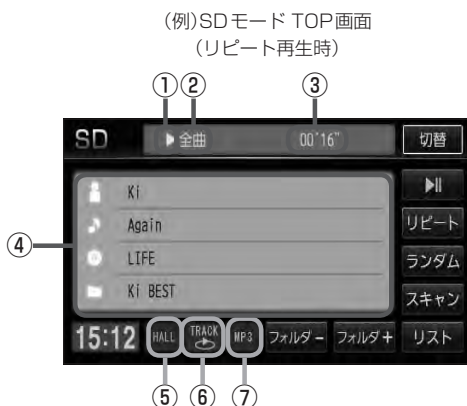 (例)SDモード TOP画面
(リピート再生時)
① ② ③
SD ▶ 全曲 00'16" 切替
④
Ki
Again
LIFE
Ki BEST
▶II
リピート
ランダム
スキャン
15:12 HALL TRACK MP3 フォルダ− フォルダ+ リスト
⑤ ⑥ ⑦